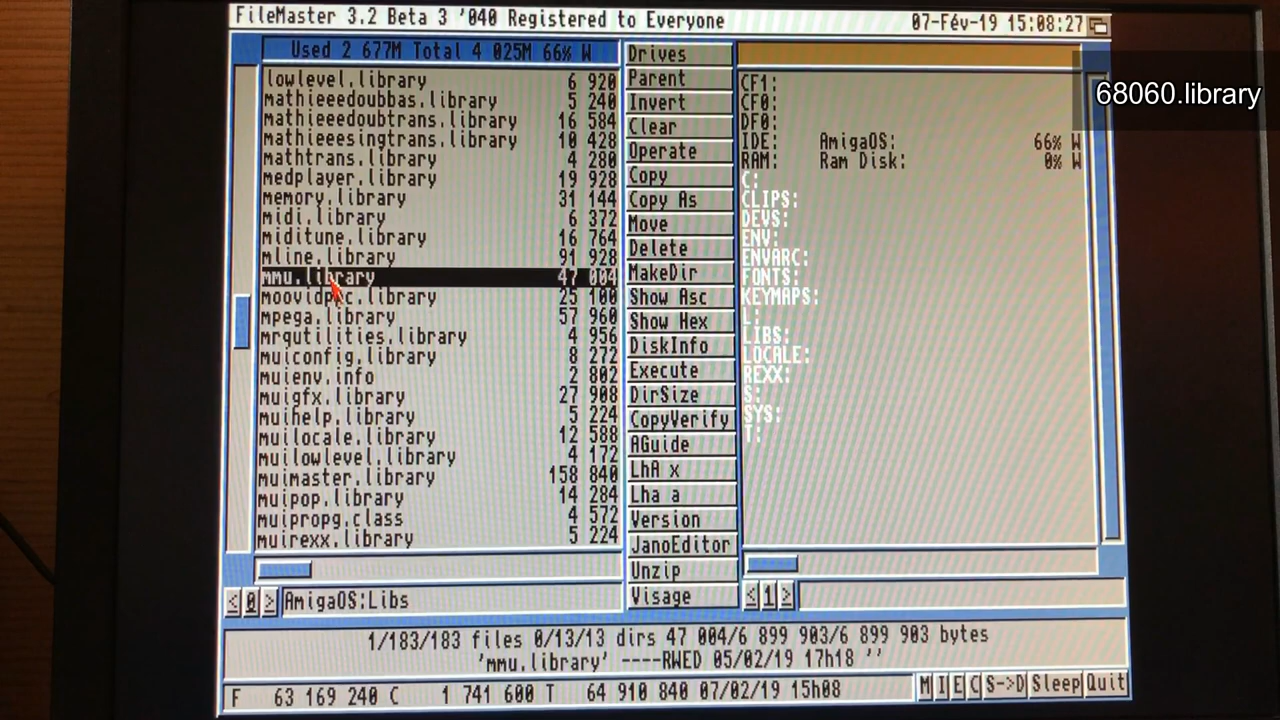 FileMaster 3.2 Beta 3 '040 Registered to Everyone 07-Fév-19 15:08:27
68060.library
Used 2 677M Total 4 025M 66% W
lowlevel.library 6 920
mathieeedoubbas.library 5 240
mathieeedoubtrans.library 16 584
mathieeesingtrans.library 10 428
mathtrans.library 4 280
medplayer.library 19 928
memory.library 31 144
midi.library 6 372
miditune.library 16 764
mline.library 91 928
mmu.library 47 004
moovidppc.library 25 100
mpega.library 57 960
mrqutilities.library 4 956
muiconfig.library 8 272
muienv.info 2 802
muigfx.library 27 908
muihelp.library 5 224
muilocale.library 12 588
muilowlevel.library 4 172
muimaster.library 158 840
muipop.library 14 284
muipropg.class 4 572
muirexx.library 5 224
Drives
Parent
Invert
Clear
Operate
Copy
Copy As
Move
Delete
MakeDir
Show Asc
Show Hex
DiskInfo
Execute
DirSize
CopyVerify
AGuide
LhA x
Lha a
Version
JanoEditor
Unzip
Visage
CF1:
CF0:
DF0:
IDE: AmigaOS: 66% W
RAM: Ram Disk: 0% W
C:
CLIPS:
DEVS:
ENV:
ENVARC:
FONTS:
KEYMAPS:
L:
LIBS:
LOCALE:
REXX:
S:
SYS:
T:
< 0 > AmigaOS:Libs
< 1 >
1/183/183 files 0/13/13 dirs 47 004/6 899 903/6 899 903 bytes
'mmu.library' ----RWED 05/02/19 17h18 ''
F 63 169 240 C 1 741 600 T 64 910 840 07/02/19 15h08 M I E C S->D Sleep Quit